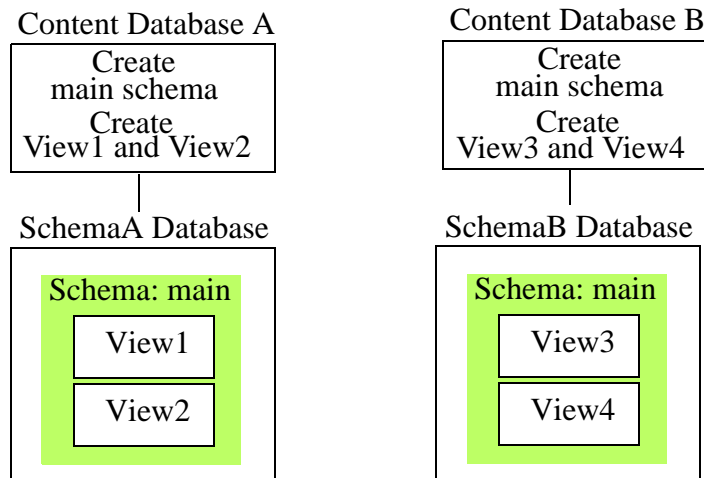 Content Database A
Create
main schema
Create
View1 and View2
SchemaA Database
Schema: main
View1
View2
Content Database B
Create
main schema
Create
View3 and View4
SchemaB Database
Schema: main
View3
View4